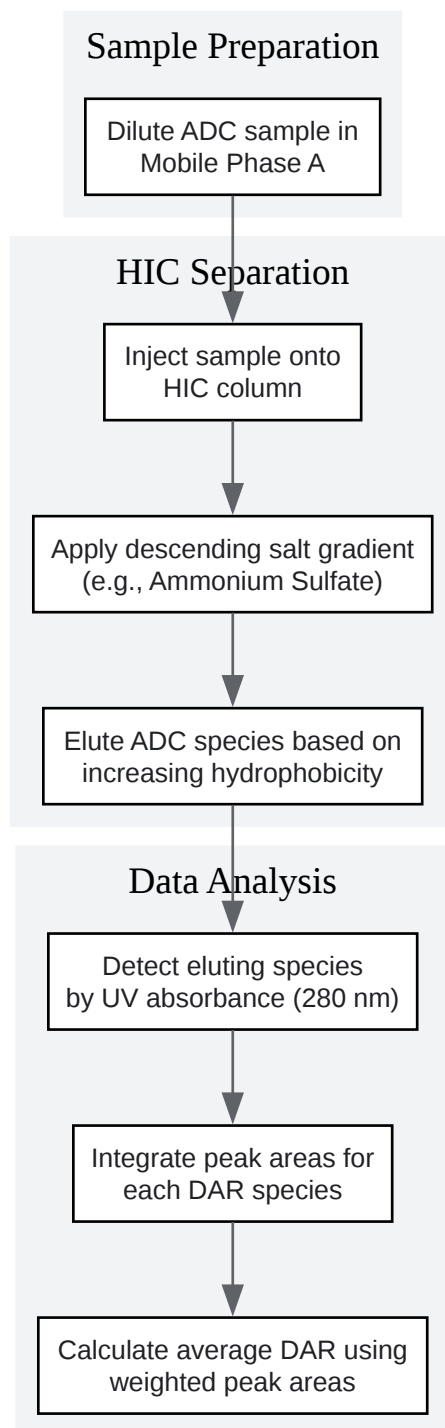 Sample Preparation
Dilute ADC sample in
Mobile Phase A
HIC Separation
Inject sample onto
HIC column
Apply descending salt gradient
(e.g., Ammonium Sulfate)
Elute ADC species based on
increasing hydrophobicity
Data Analysis
Detect eluting species
by UV absorbance (280 nm)
Integrate peak areas for
each DAR species
Calculate average DAR using
weighted peak areas